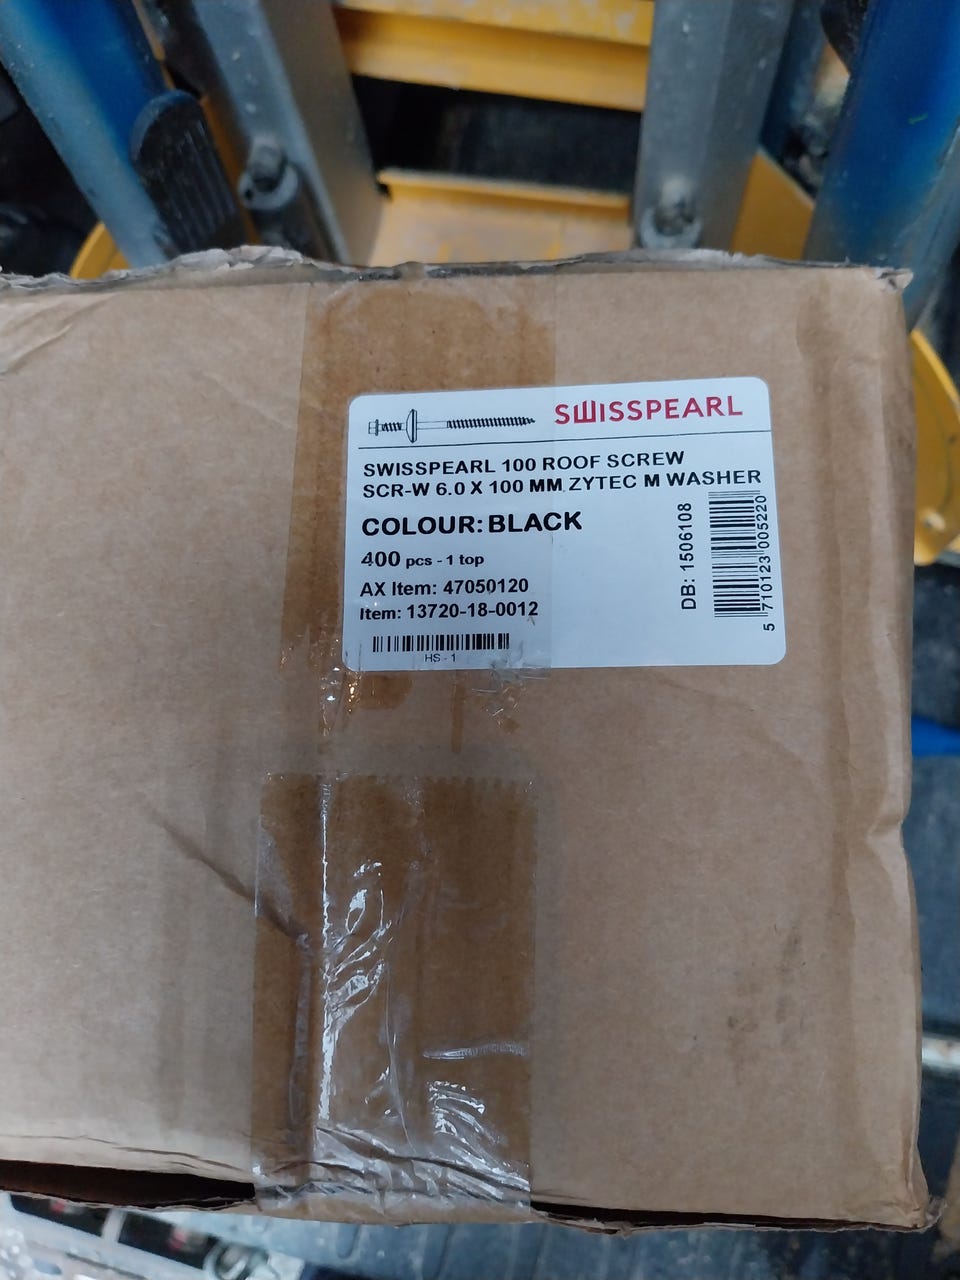 SWISSPEARL
SWISSPEARL 100 ROOF SCREW
SCR-W 6.0 X 100 MM ZYTEC M WASHER
COLOUR: BLACK
400 pcs - 1 top
AX Item: 47050120
Item: 13720-18-0012
HS - 1
DB: 1506108
5 710123 005220